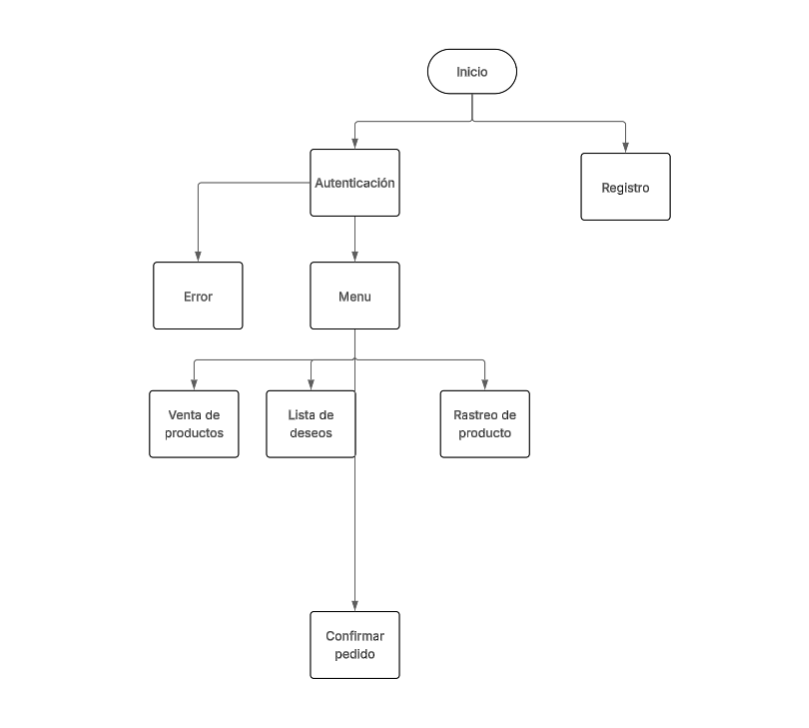 Inicio
Autenticación
Registro
Error
Menu
Venta de
productos
Lista de
deseos
Rastreo de
producto
Confirmar
pedido